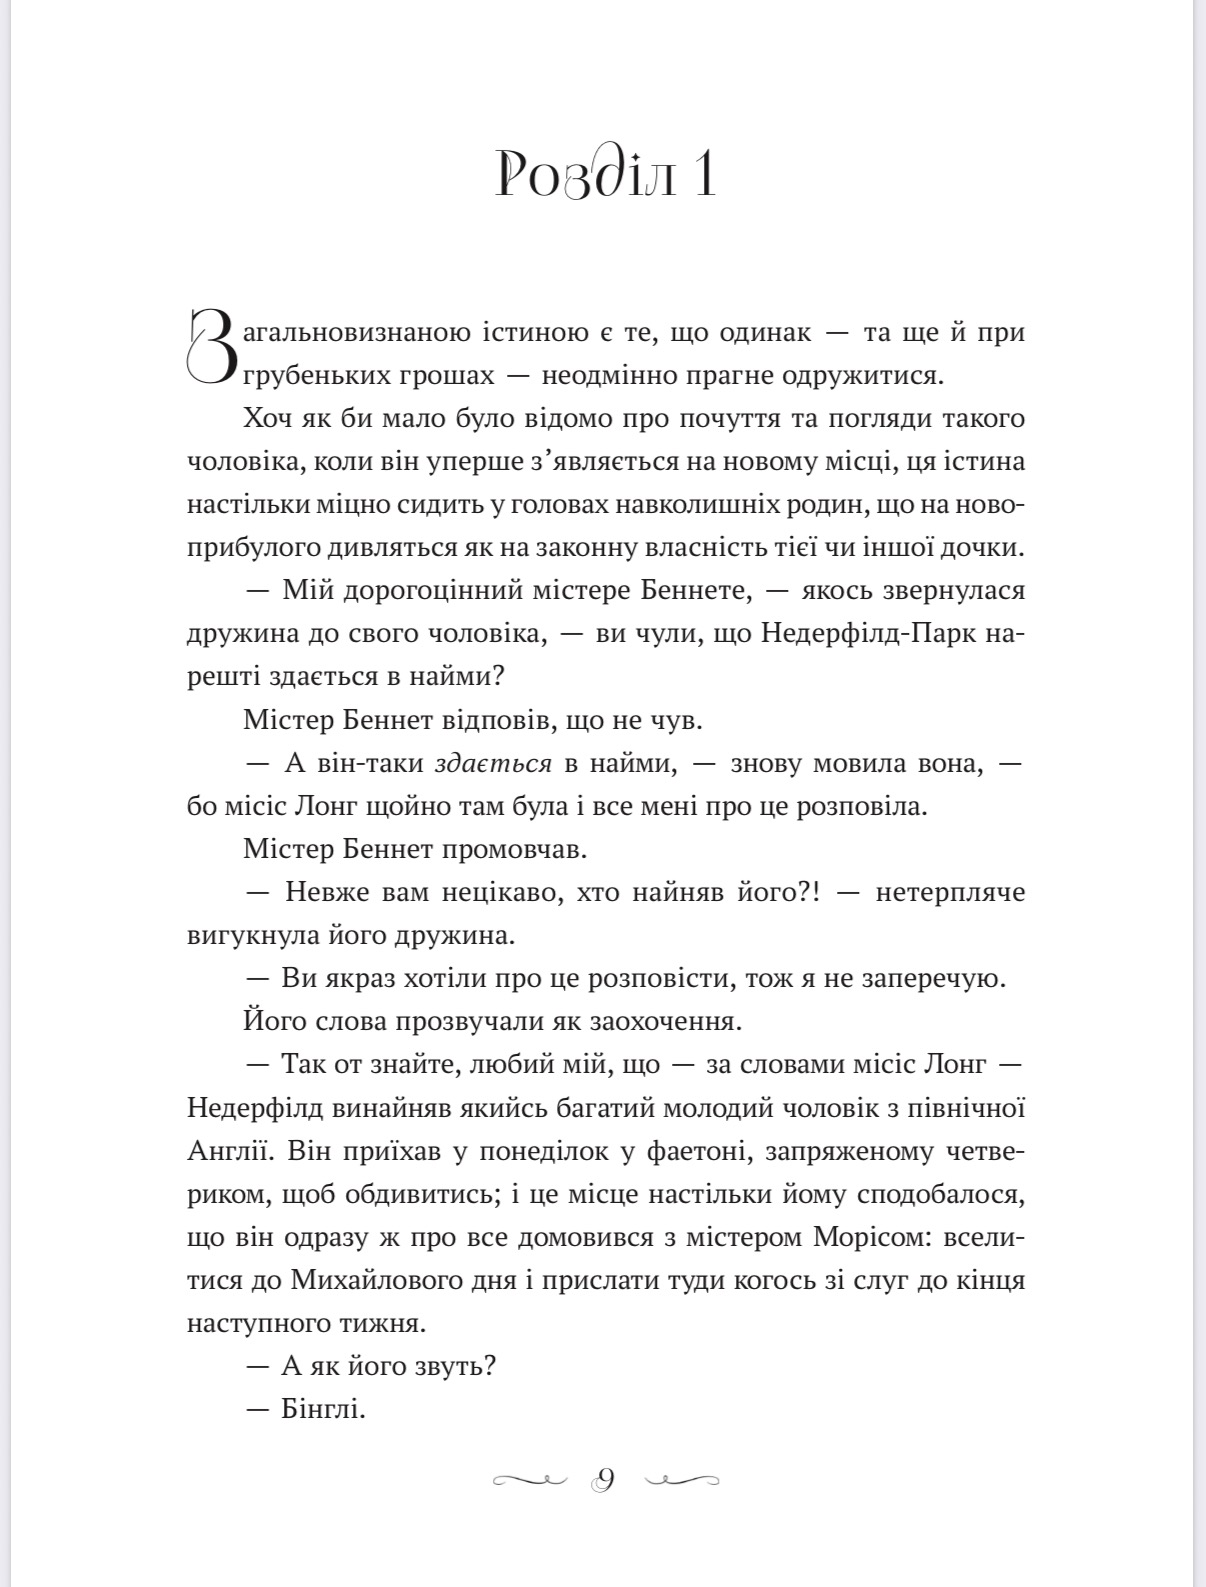 Розділ 1
Загальновизнаною істиною є те, що одинак — та ще й при
грубеньких грошах — неодмінно прагне одружитися.
Хоч як би мало було відомо про почуття та погляди такого
чоловіка, коли він уперше з’являється на новому місці, ця істина
настільки міцно сидить у головах навколишніх родин, що на ново-
прибулого дивляться як на законну власність тієї чи іншої дочки.
— Мій дорогоцінний містере Беннете, — якось звернулася
дружина до свого чоловіка, — ви чули, що Недерфілд-Парк на-
решті здається в найми?
Містер Беннет відповів, що не чув.
— А він-таки здається в найми, — знову мовила вона, —
бо місіс Лонг щойно там була і все мені про це розповіла.
Містер Беннет промовчав.
— Невже вам нецікаво, хто найняв його?! — нетерпляче
вигукнула його дружина.
— Ви якраз хотіли про це розповісти, тож я не заперечую.
Його слова прозвучали як заохочення.
— Так от знайте, любий мій, що — за словами місіс Лонг —
Недерфілд винайняв якийсь багатий молодий чоловік з північної
Англії. Він приїхав у понеділок у фаетоні, запряженому четве-
риком, щоб обдивитись; і це місце настільки йому сподобалося,
що він одразу ж про все домовився з містером Морісом: всели-
тися до Михайлового дня і прислати туди когось зі слуг до кінця
наступного тижня.
— А як його звуть?
— Бінглі.
9